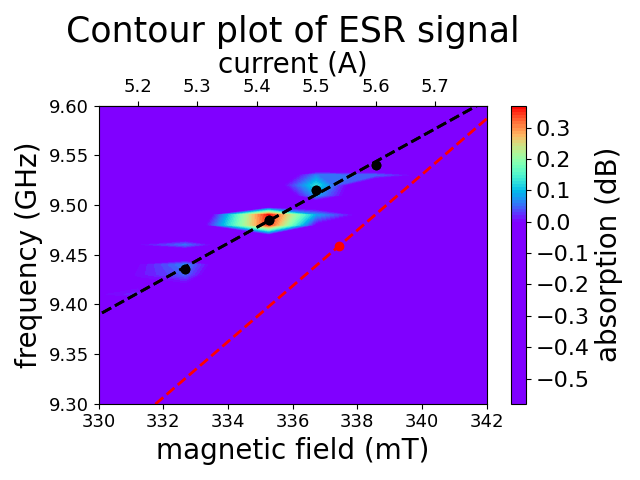 Contour plot of ESR signal
current (A)
5.2 5.3 5.4 5.5 5.6 5.7
9.60
9.55
9.50
9.45
9.40
9.35
9.30
frequency (GHz)
330 332 334 336 338 340 342
magnetic field (mT)
0.3
0.2
0.1
0.0
−0.1
−0.2
−0.3
−0.4
−0.5
absorption (dB)